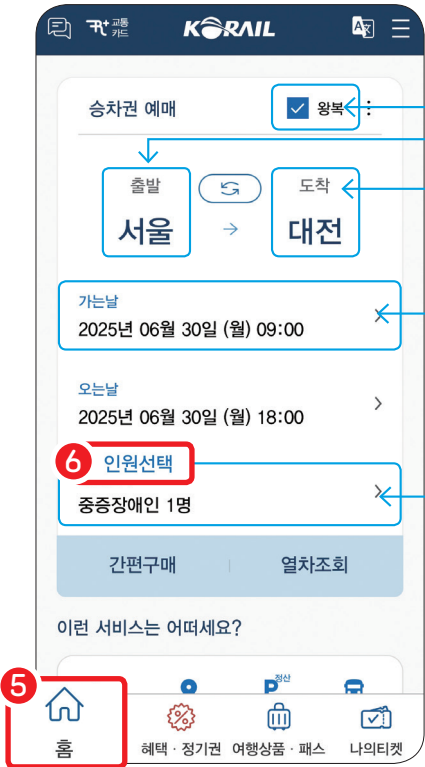 교통
카드
KORAIL
승차권 예매
왕복
출발
도착
서울 → 대전
가는날
2025년 06월 30일 (월) 09:00
오는날
2025년 06월 30일 (월) 18:00
6 인원선택
중증장애인 1명
간편구매 열차조회
이런 서비스는 어떠세요?
5
P정산
홈 혜택 · 정기권 여행상품 · 패스 나의티켓